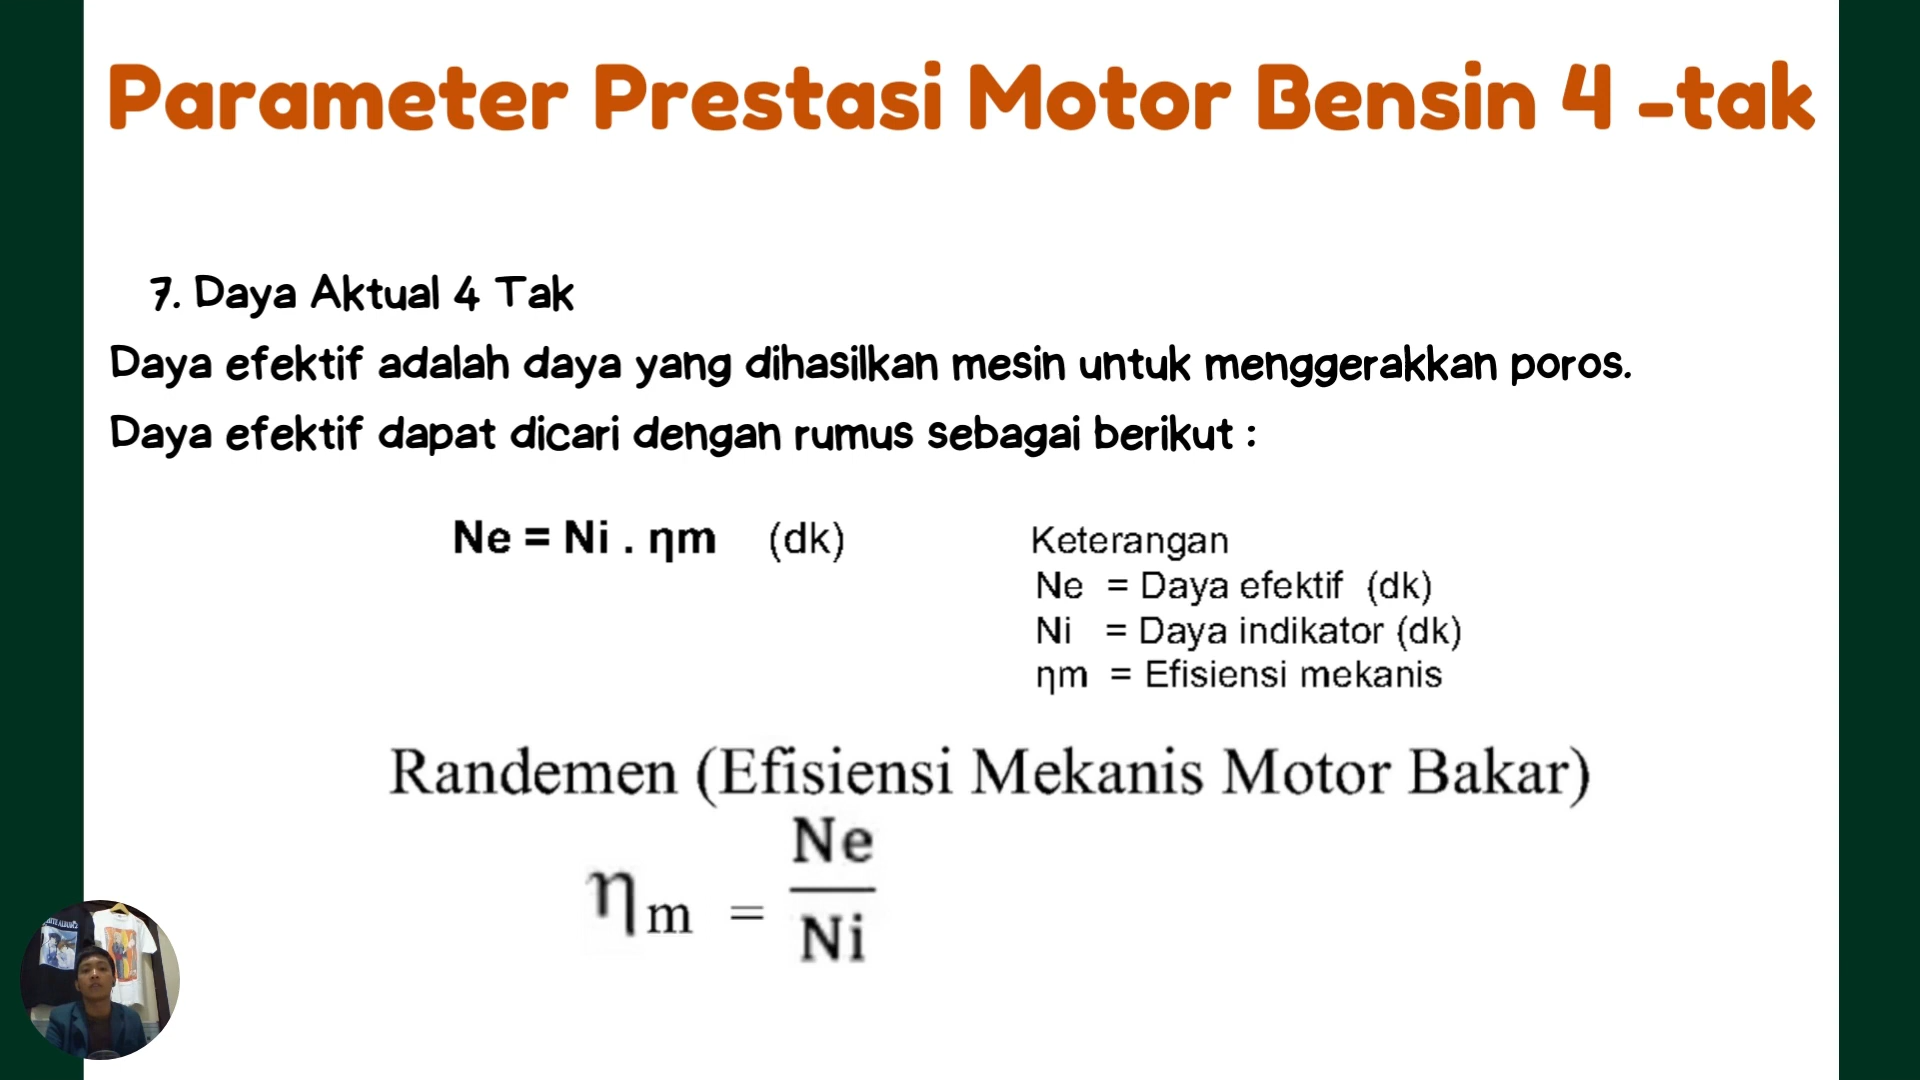 Parameter Prestasi Motor Bensin 4 -tak
7. Daya Aktual 4 Tak
Daya efektif adalah daya yang dihasilkan mesin untuk menggerakkan poros.
Daya efektif dapat dicari dengan rumus sebagai berikut :
Ne = Ni . ηm (dk)
Keterangan
Ne = Daya efektif (dk)
Ni = Daya indikator (dk)
ηm = Efisiensi mekanis
Randemen (Efisiensi Mekanis Motor Bakar)
ηm = Ne / Ni